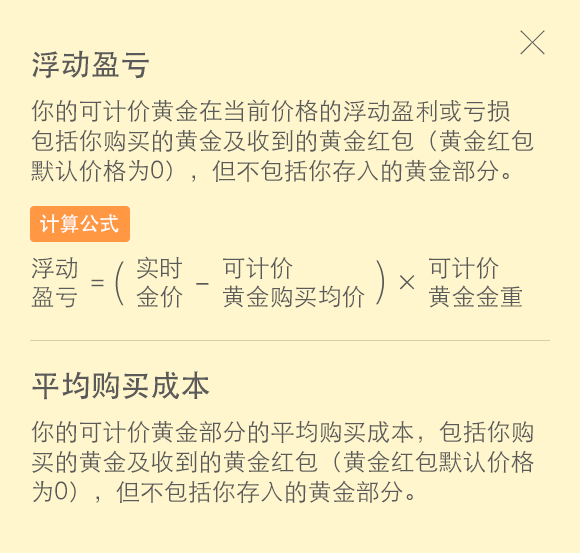 浮动盈亏
你的可计价黄金在当前价格的浮动盈利或亏损
包括你购买的黄金及收到的黄金红包（黄金红包
默认价格为0），但不包括你存入的黄金部分。
计算公式
浮动盈亏 =（实时金价 - 可计价黄金购买均价）× 可计价黄金金重
平均购买成本
你的可计价黄金部分的平均购买成本，包括你购
买的黄金及收到的黄金红包（黄金红包默认价格
为0），但不包括你存入的黄金部分。